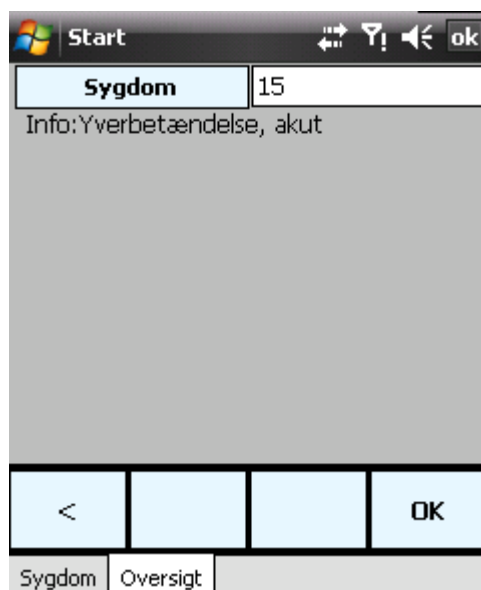 Start ok
Sygdom 15
Info:Yverbetændelse, akut
< OK
Sygdom Oversigt